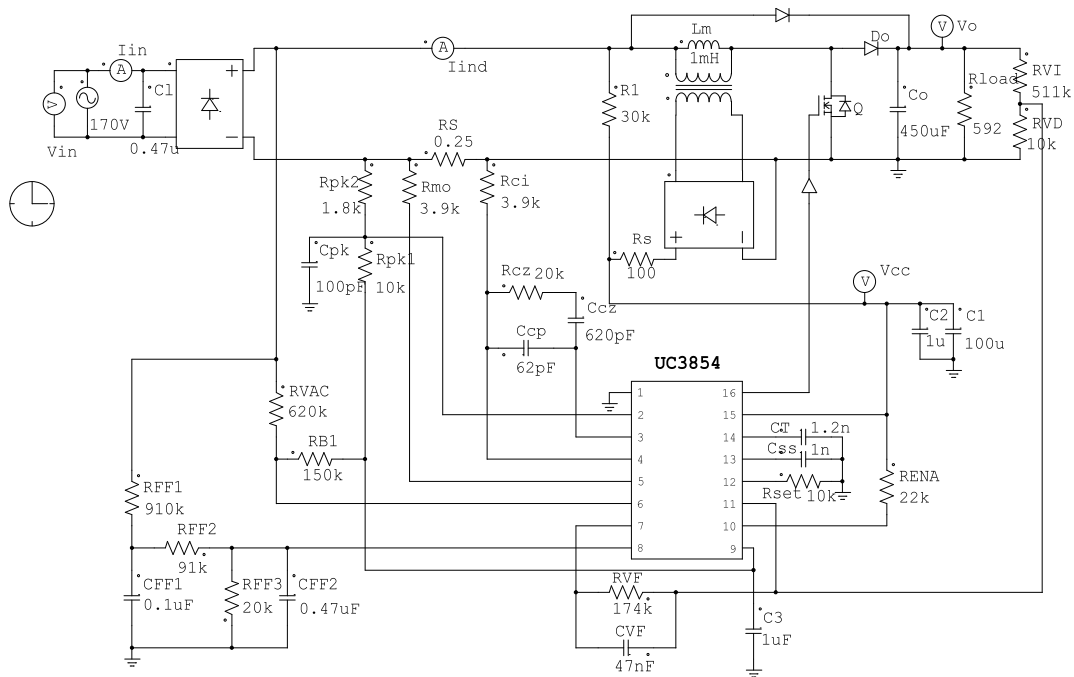 Lm
1mH
Do
V
Vo
Iin
A
A
Iind
+
Cl
V
170V
Vin
0.47u
R1
30k
Q
Co
450uF
Rload
592
RVI
511k
RVD
10k
RS
0.25
Rpk2
1.8k
Rmo
3.9k
Rci
3.9k
Cpk
100pF
Rpk1
10k
Rs
100
+
Rcz
20k
Ccz
620pF
Ccp
62pF
V
Vcc
C2
1u
C1
100u
UC3854
1
2
3
4
5
6
7
8
16
15
14
13
12
11
10
9
CT
1.2n
Css
1n
Rset
10k
RENA
22k
RVAC
620k
RB1
150k
RFF1
910k
RFF2
91k
CFF1
0.1uF
RFF3
20k
CFF2
0.47uF
RVF
174k
CVF
47nF
C3
1uF